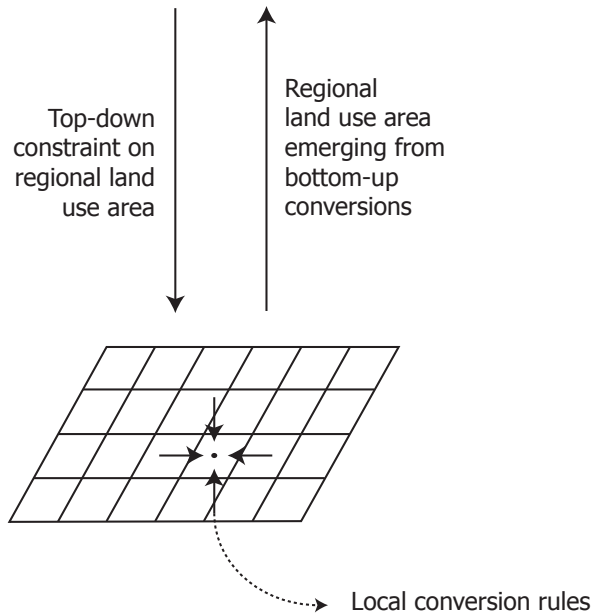 Top-down
constraint on
regional land
use area
Regional
land use area
emerging from
bottom-up
conversions
Local conversion rules